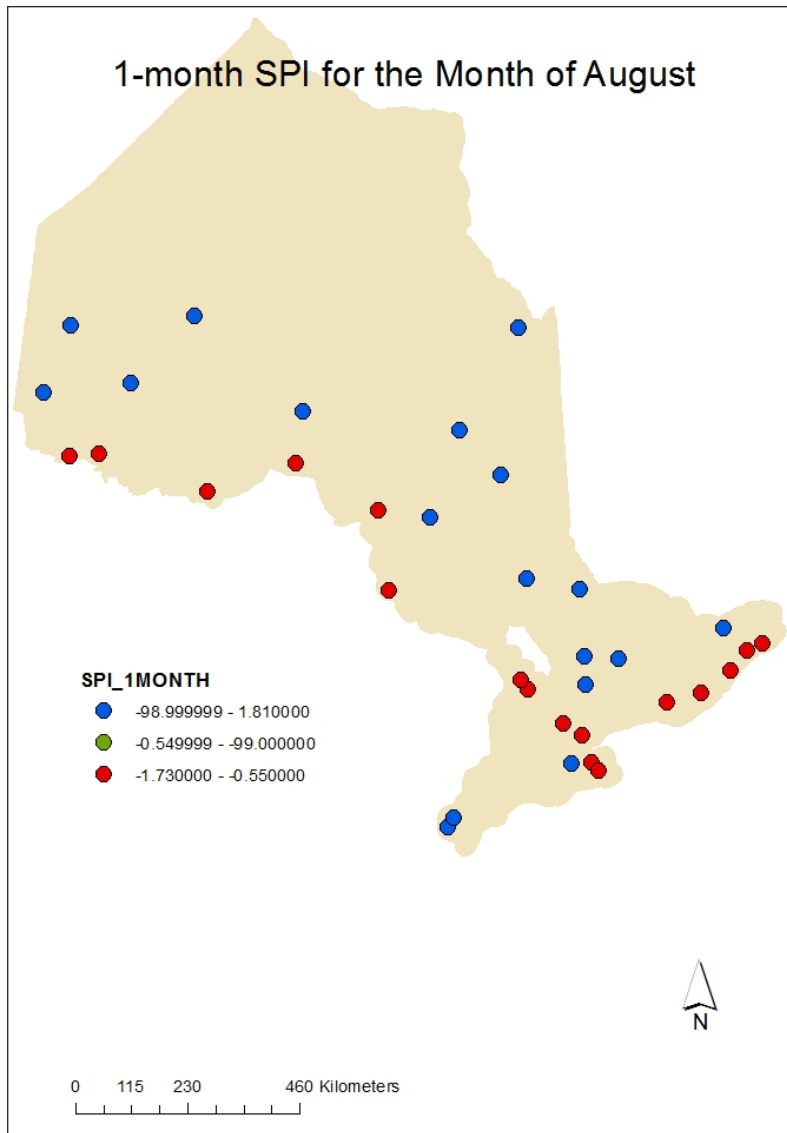 1-month SPI for the Month of August
SPI_1MONTH
-98.999999 - 1.810000
-0.549999 - -99.000000
-1.730000 - -0.550000
N
0 115 230 460 Kilometers